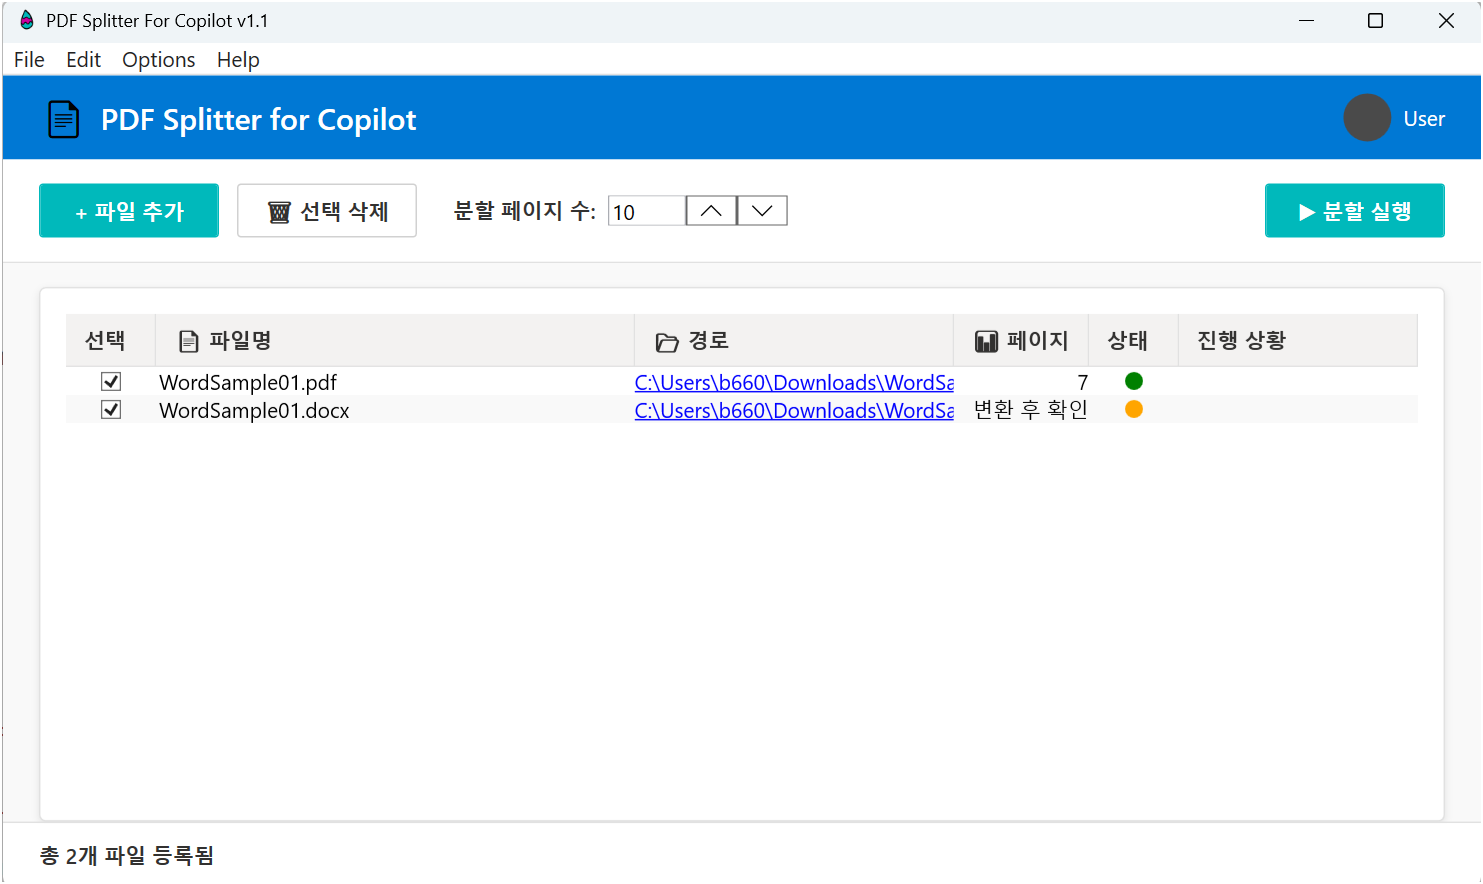 PDF Splitter For Copilot v1.1
File Edit Options Help
PDF Splitter for Copilot
User
+ 파일 추가
선택 삭제
분할 페이지 수: 10
▶ 분할 실행
선택 파일명 경로 페이지 상태 진행 상황
WordSample01.pdf C:\Users\b660\Downloads\WordSa 7
WordSample01.docx C:\Users\b660\Downloads\WordSa 변환 후 확인
총 2개 파일 등록됨